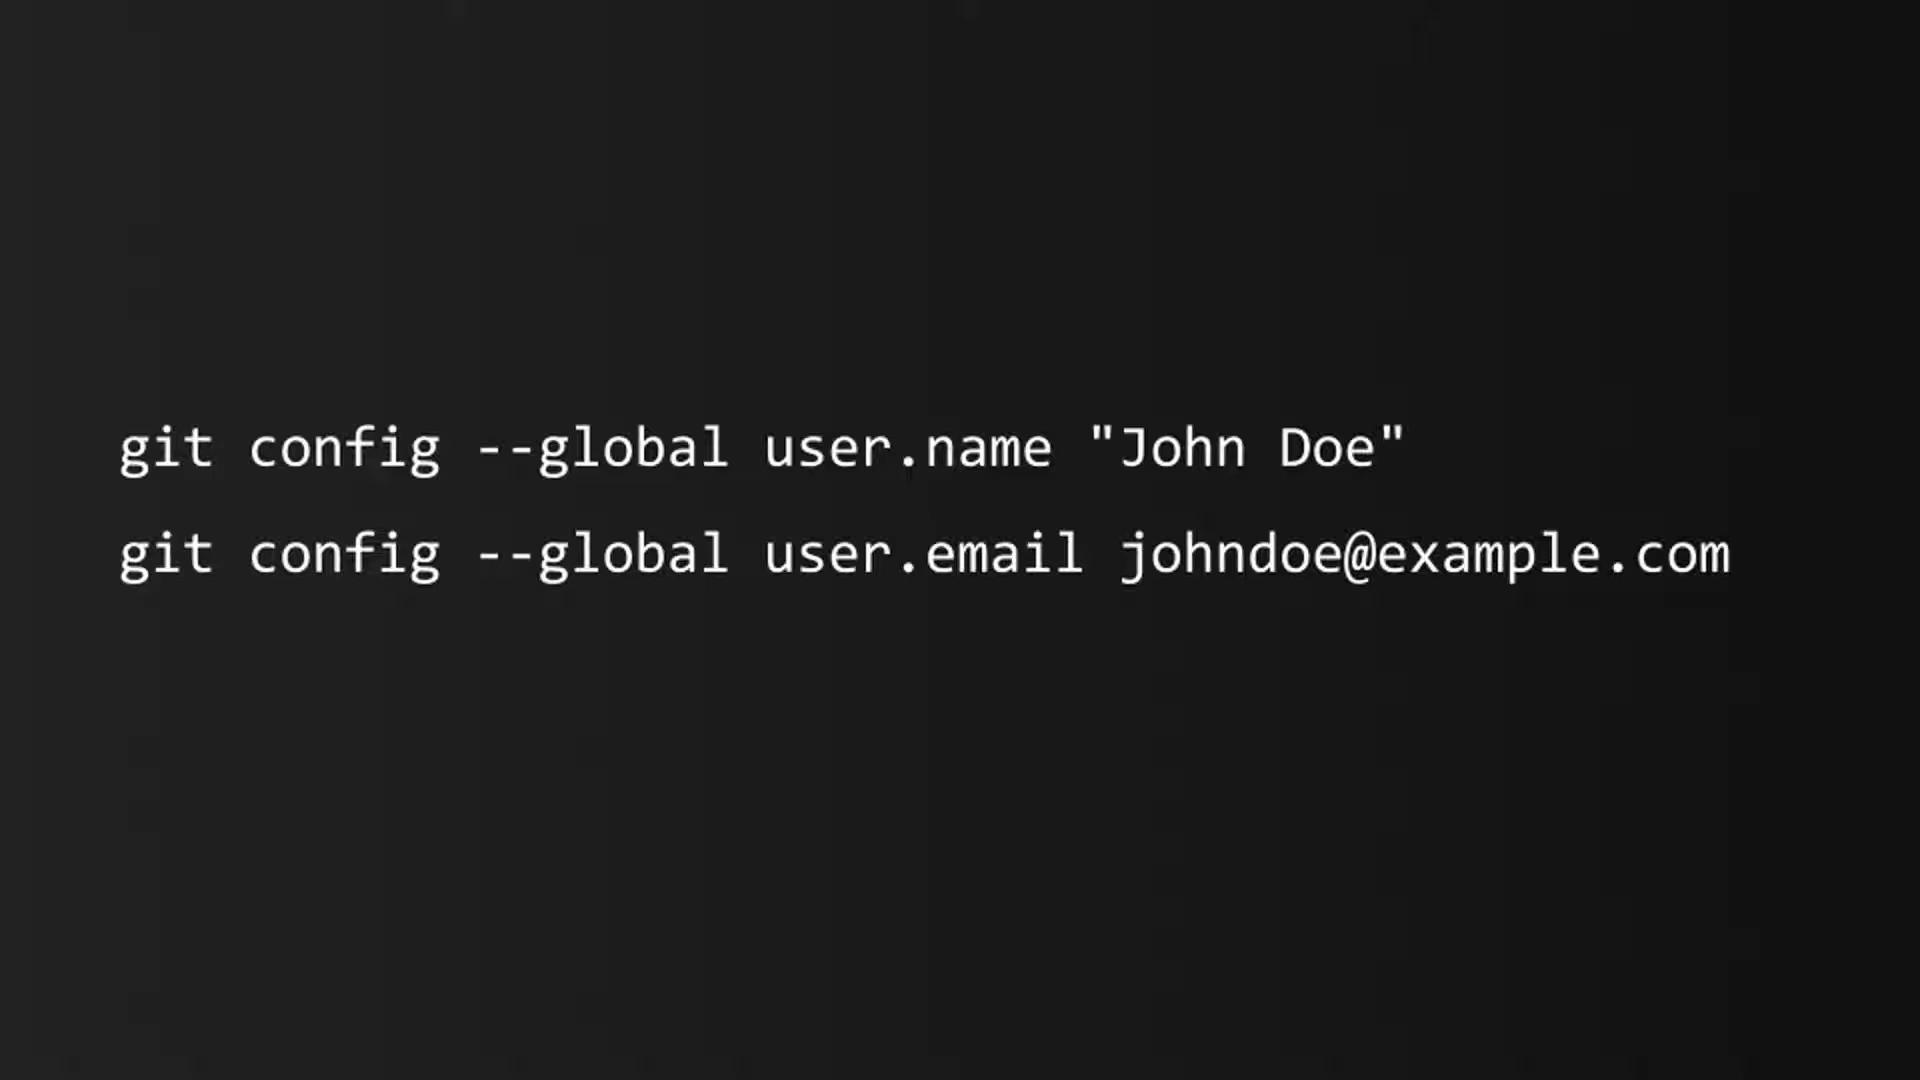 git config --global user.name "John Doe"
git config --global user.email johndoe@example.com